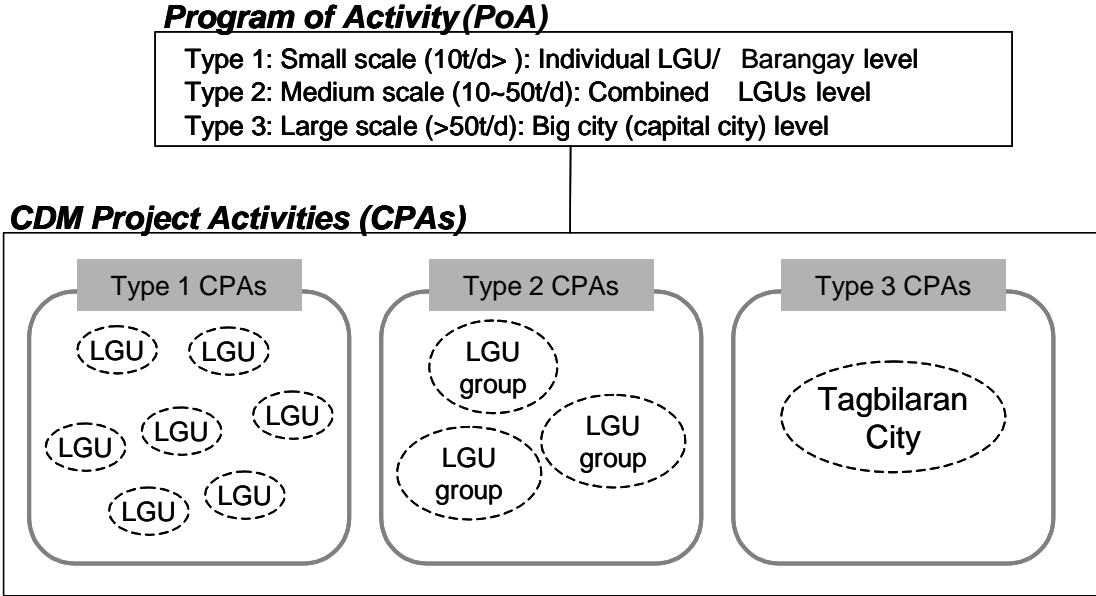 Program of Activity (PoA)
Type 1: Small scale (10t/d> ): Individual LGU/ Barangay level
Type 2: Medium scale (10~50t/d): Combined LGUs level
Type 3: Large scale (>50t/d): Big city (capital city) level
CDM Project Activities (CPAs)
Type 1 CPAs
LGU
LGU
LGU
LGU
LGU
LGU
LGU
Type 2 CPAs
LGU
group
LGU
group
LGU
group
Type 3 CPAs
Tagbilaran
City